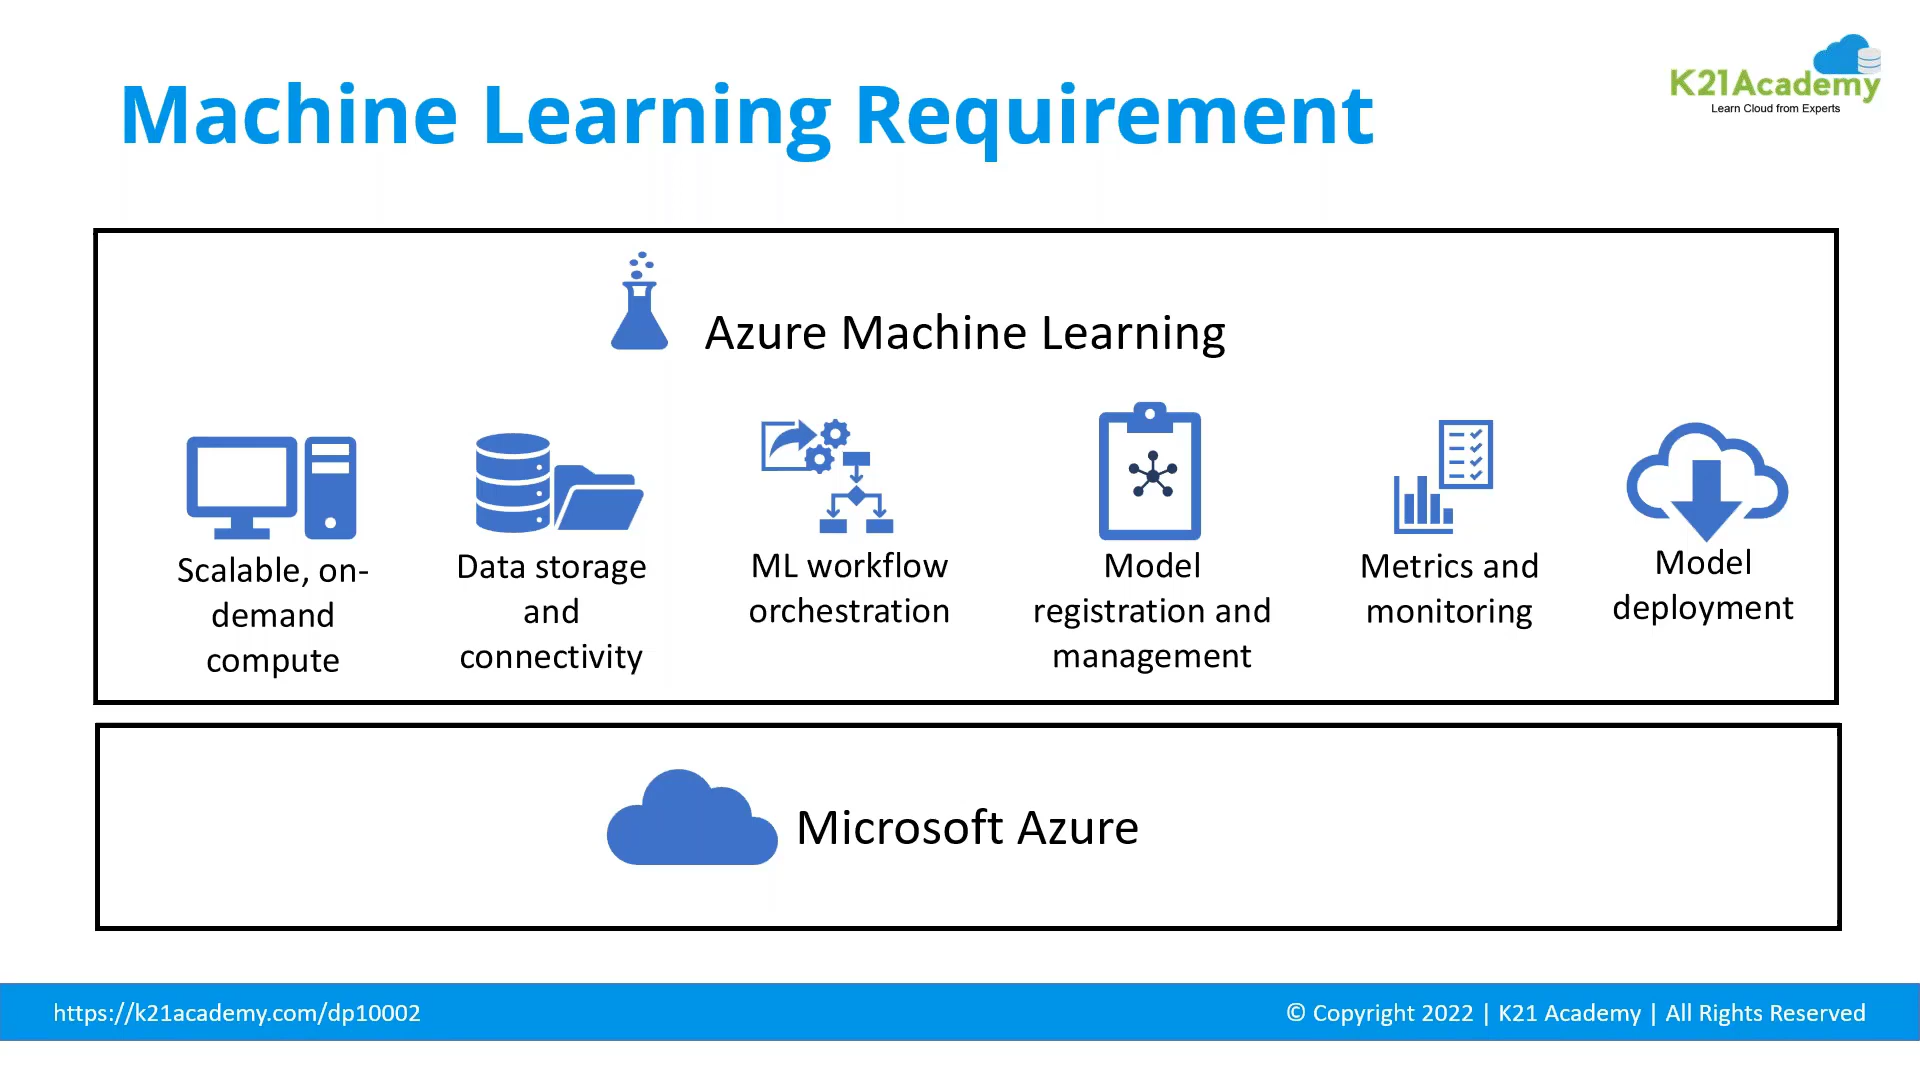 Machine Learning Requirement
K21Academy
Learn Cloud from Experts
Azure Machine Learning
Scalable, on-
demand
compute
Data storage
and
connectivity
ML workflow
orchestration
Model
registration and
management
Metrics and
monitoring
Model
deployment
Microsoft Azure
https://k21academy.com/dp10002
© Copyright 2022 | K21 Academy | All Rights Reserved